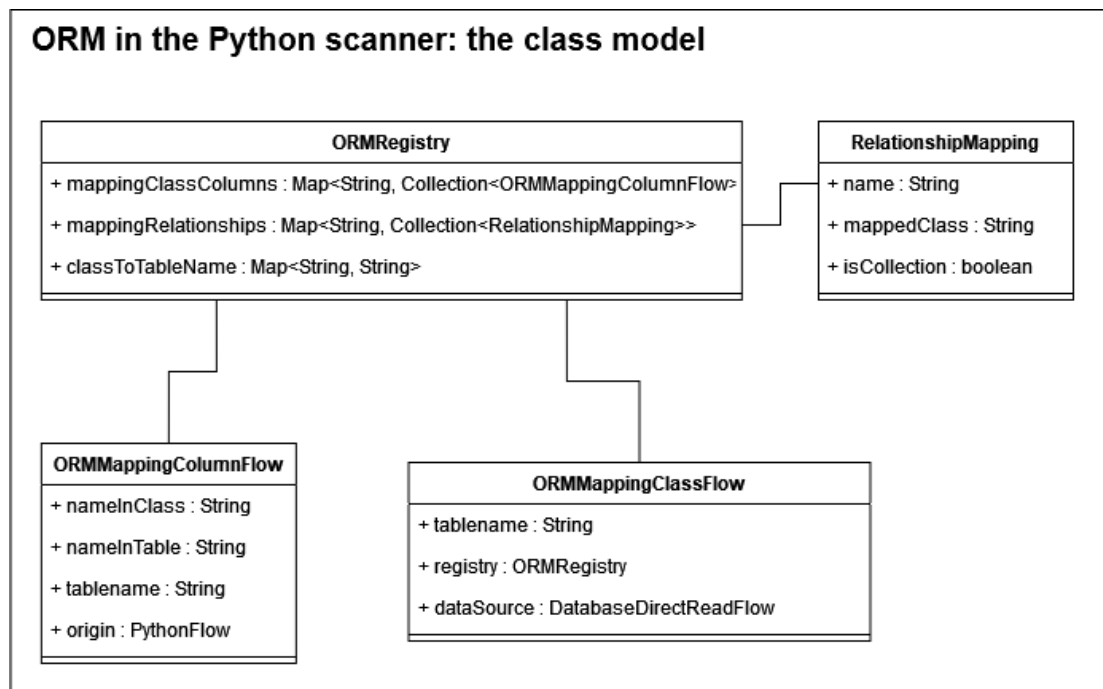 ORM in the Python scanner: the class model
ORMRegistry
+ mappingClassColumns : Map<String, Collection<ORMMappingColumnFlow>
+ mappingRelationships : Map<String, Collection<RelationshipMapping>>
+ classToTableName : Map<String, String>
RelationshipMapping
+ name : String
+ mappedClass : String
+ isCollection : boolean
ORMMappingColumnFlow
+ nameInClass : String
+ nameInTable : String
+ tablename : String
+ origin : PythonFlow
ORMMappingClassFlow
+ tablename : String
+ registry : ORMRegistry
+ dataSource : DatabaseDirectReadFlow